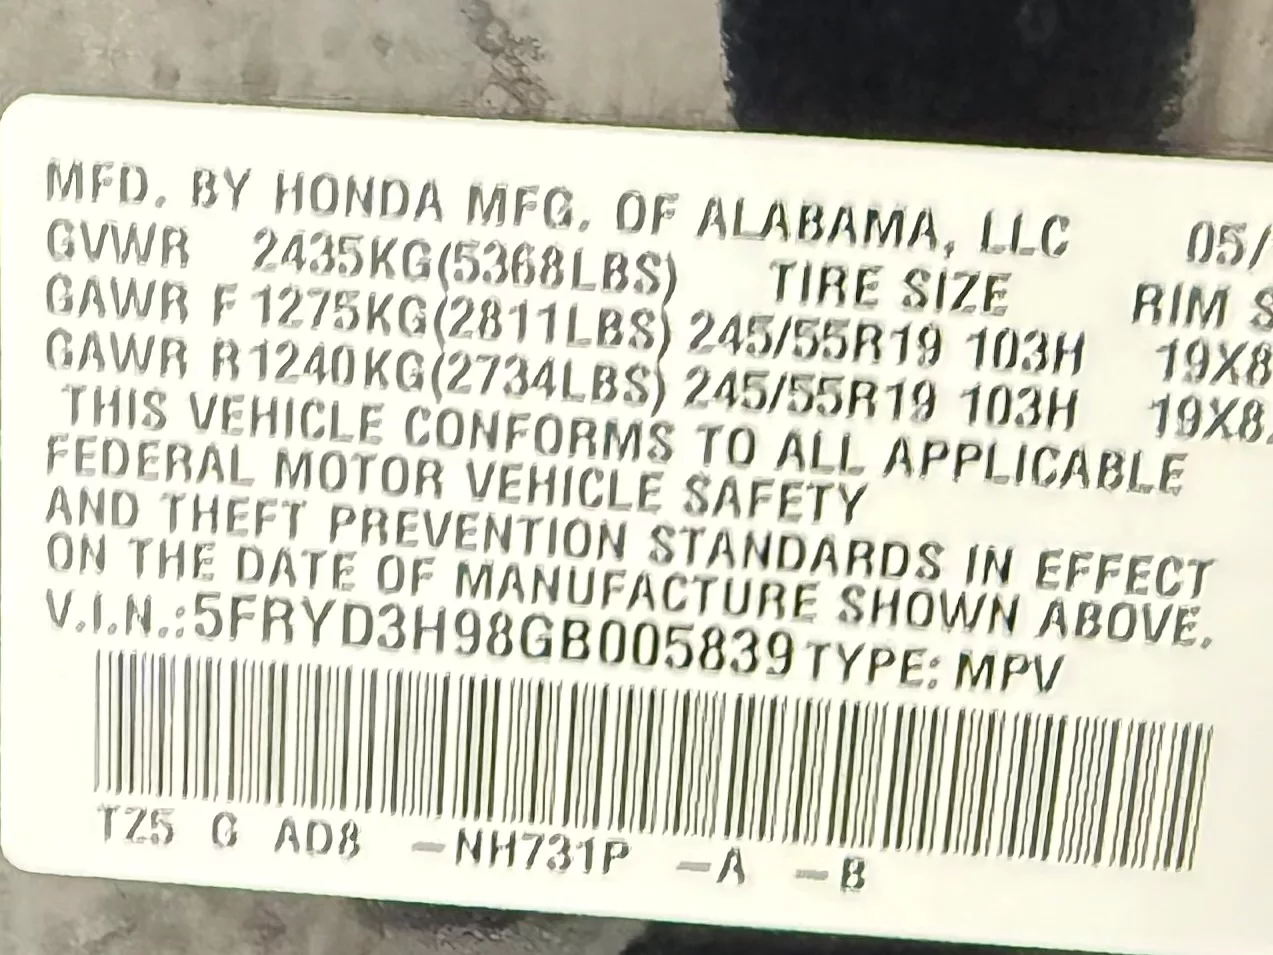 MFD. BY HONDA MFG. OF ALABAMA, LLC 05/
GVWR 2435KG(5368LBS) TIRE SIZE RIM S
GAWR F 1275KG(2811LBS) 245/55R19 103H 19X8
GAWR R 1240KG(2734LBS) 245/55R19 103H 19X8.
THIS VEHICLE CONFORMS TO ALL APPLICABLE
FEDERAL MOTOR VEHICLE SAFETY
AND THEFT PREVENTION STANDARDS IN EFFECT
ON THE DATE OF MANUFACTURE SHOWN ABOVE.
V.I.N.:5FRYD3H98GB005839 TYPE: MPV
TZ5 G AD8 -NH731P -A -B